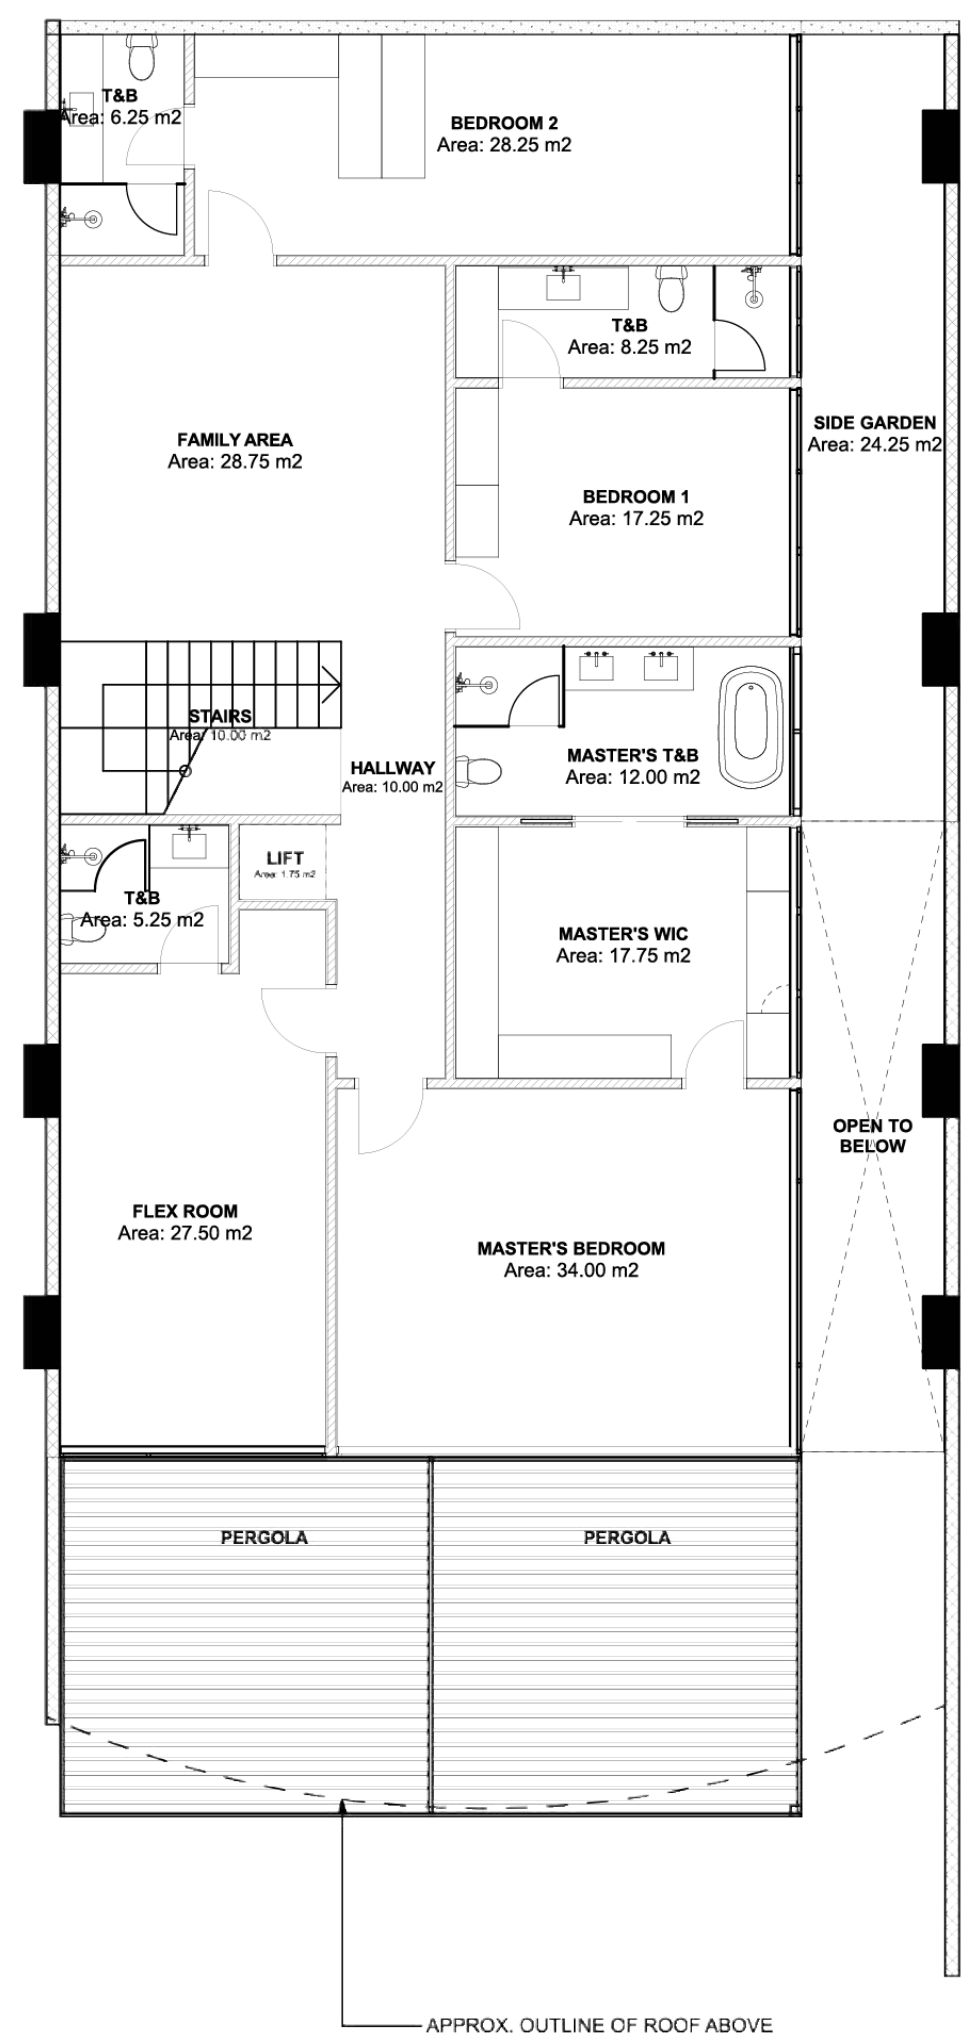 T&B
Area: 6.25 m2
BEDROOM 2
Area: 28.25 m2
T&B
Area: 8.25 m2
FAMILY AREA
Area: 28.75 m2
SIDE GARDEN
Area: 24.25 m2
BEDROOM 1
Area: 17.25 m2
STAIRS
Area: 10.00 m2
HALLWAY
Area: 10.00 m2
MASTER'S T&B
Area: 12.00 m2
LIFT
Area: 1.75 m2
T&B
Area: 5.25 m2
MASTER'S WIC
Area: 17.75 m2
OPEN TO
BELOW
FLEX ROOM
Area: 27.50 m2
MASTER'S BEDROOM
Area: 34.00 m2
PERGOLA
PERGOLA
APPROX. OUTLINE OF ROOF ABOVE